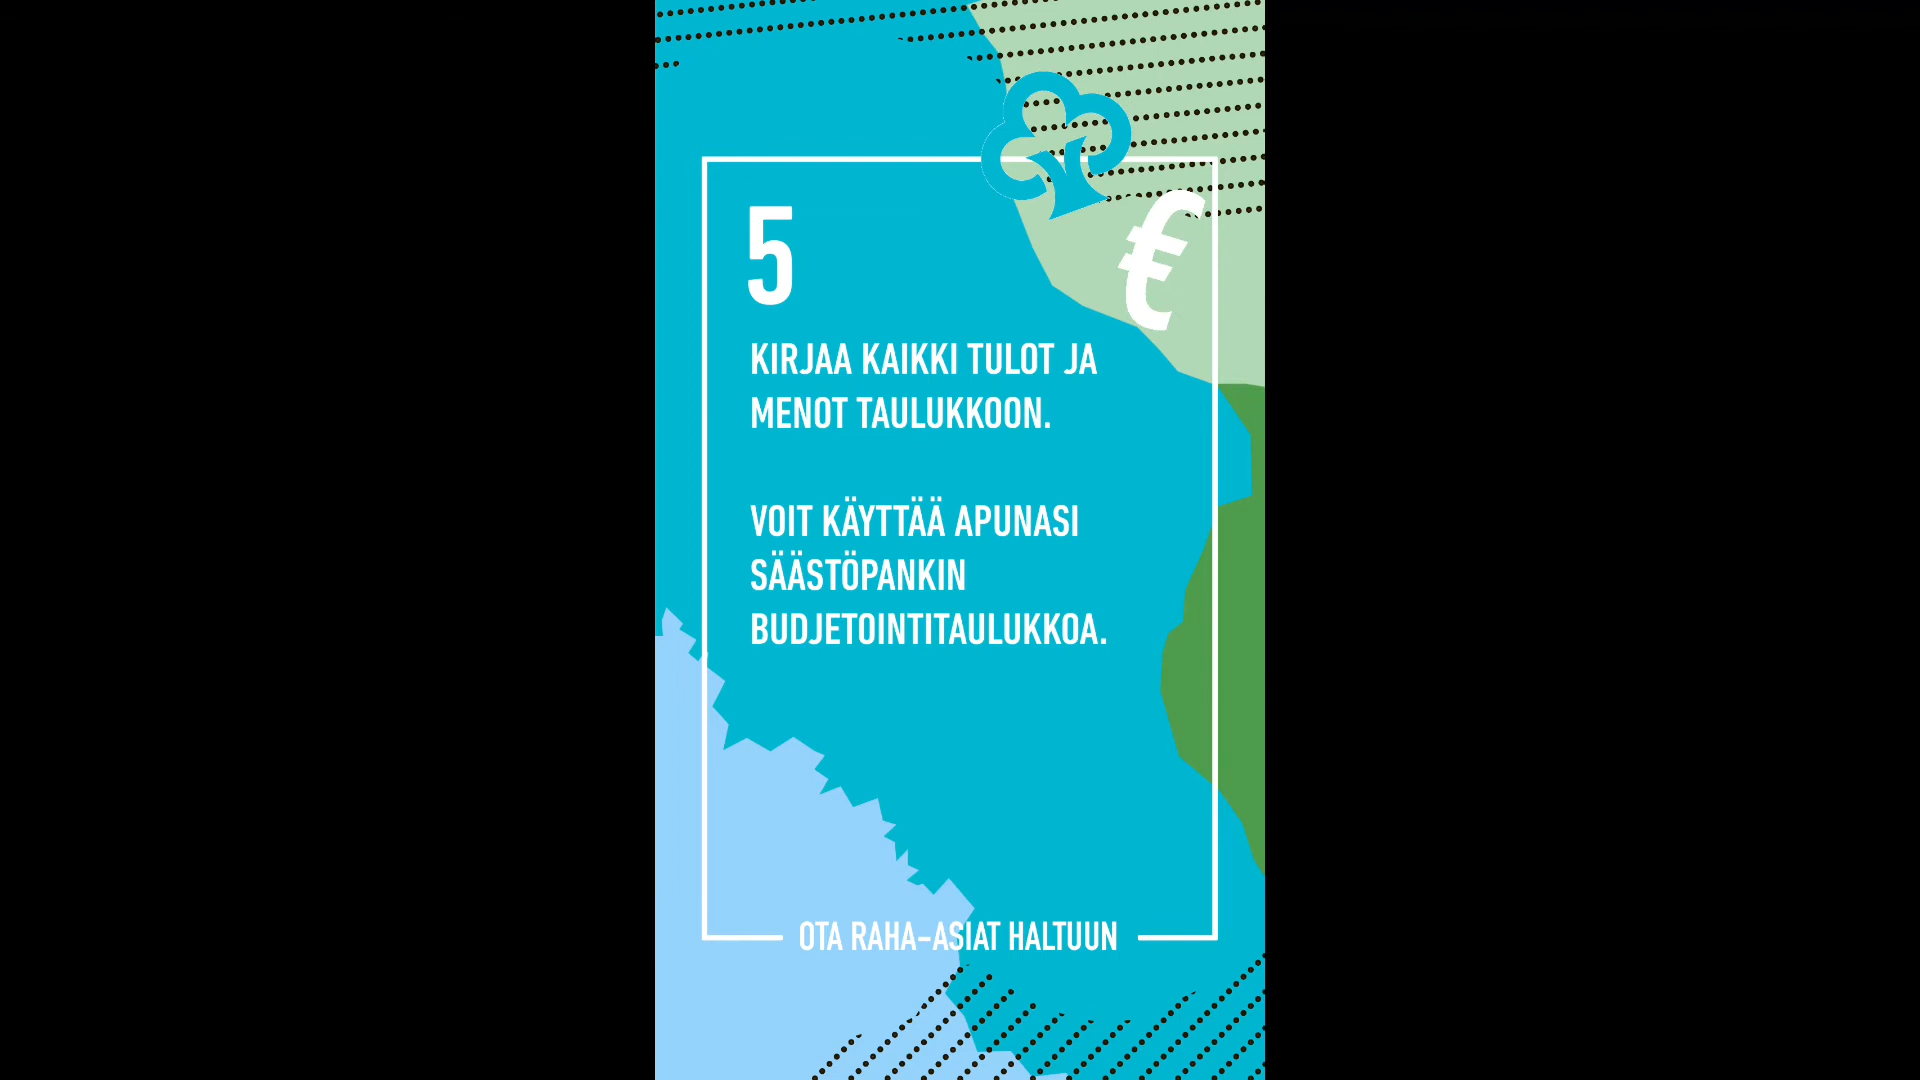 5
€
KIRJAA KAIKKI TULOT JA
MENOT TAULUKKOON.
VOIT KÄYTTÄÄ APUNASI
SÄÄSTÖPANKIN
BUDJETOINTITAULUKKOA.
OTA RAHA-ASIAT HALTUUN